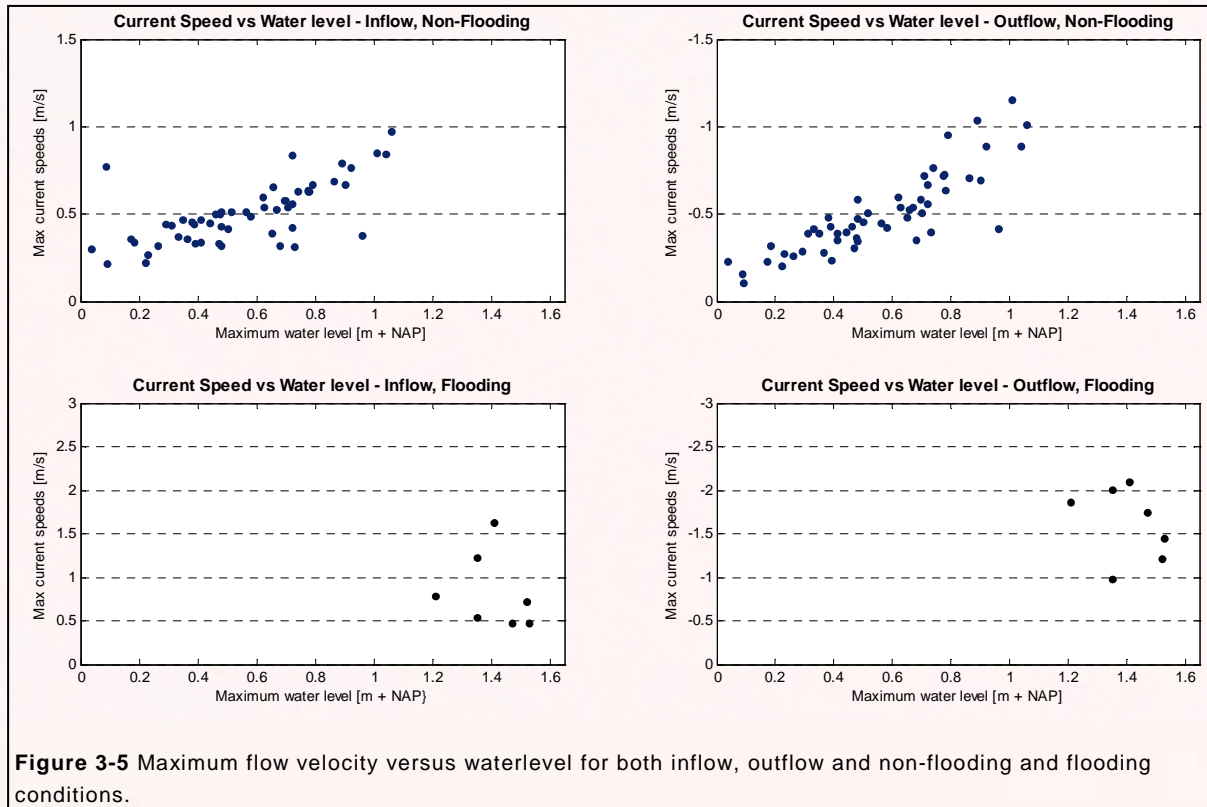 Current Speed vs Water level - Inflow, Non-Flooding
1.5
1
0.5
0
Max current speeds [m/s]
0 0.2 0.4 0.6 0.8 1 1.2 1.4 1.6
Maximum water level [m + NAP]
Current Speed vs Water level - Outflow, Non-Flooding
-1.5
-1
-0.5
0
Max current speeds [m/s]
0 0.2 0.4 0.6 0.8 1 1.2 1.4 1.6
Maximum water level [m + NAP]
Current Speed vs Water level - Inflow, Flooding
3
2.5
2
1.5
1
0.5
0
Max current speeds [m/s]
0 0.2 0.4 0.6 0.8 1 1.2 1.4 1.6
Maximum water level [m + NAP}
Current Speed vs Water level - Outflow, Flooding
-3
-2.5
-2
-1.5
-1
-0.5
0
Max current speeds [m/s]
0 0.2 0.4 0.6 0.8 1 1.2 1.4 1.6
Maximum water level [m + NAP]
Figure 3-5 Maximum flow velocity versus waterlevel for both inflow, outflow and non-flooding and flooding
conditions.